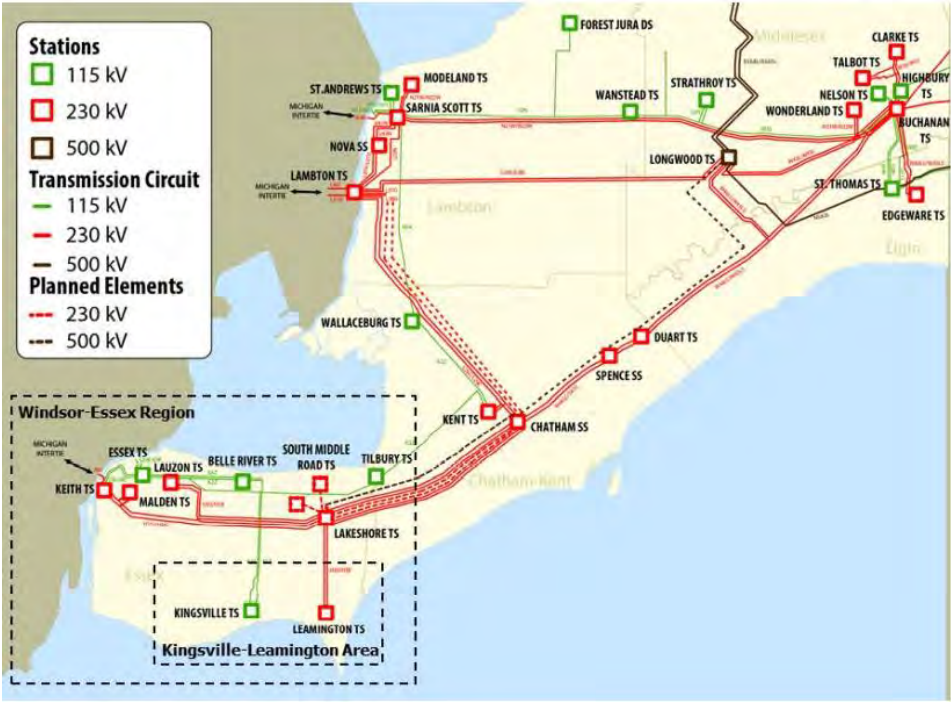 Stations
115 kV
230 kV
500 kV
Transmission Circuit
115 kV
230 kV
500 kV
Planned Elements
230 kV
500 kV
FOREST JURA DS
Middlesex
CLARKE TS
TALBOT TS
HIGHBURY
TS
NELSON TS
WONDERLAND TS
BUCHANAN
TS
MODELAND TS
ST.ANDREWS TS
SARNIA SCOTT TS
MICHIGAN
INTERTIE
WANSTEAD TS
STRATHROY TS
NOVA SS
LONGWOOD TS
LAMBTON TS
MICHIGAN
INTERTIE
ST. THOMAS TS
EDGEWARE TS
Lambton
Elgin
WALLACEBURG TS
DUART TS
SPENCE SS
KENT TS
CHATHAM SS
Chatham-Kent
Windsor-Essex Region
MICHIGAN
INTERTIE
ESSEX TS
LAUZON TS
BELLE RIVER TS
SOUTH MIDDLE
ROAD TS
TILBURY TS
KEITH TS
MALDEN TS
LAKESHORE TS
Essex
KINGSVILLE TS
LEAMINGTON TS
Kingsville-Leamington Area